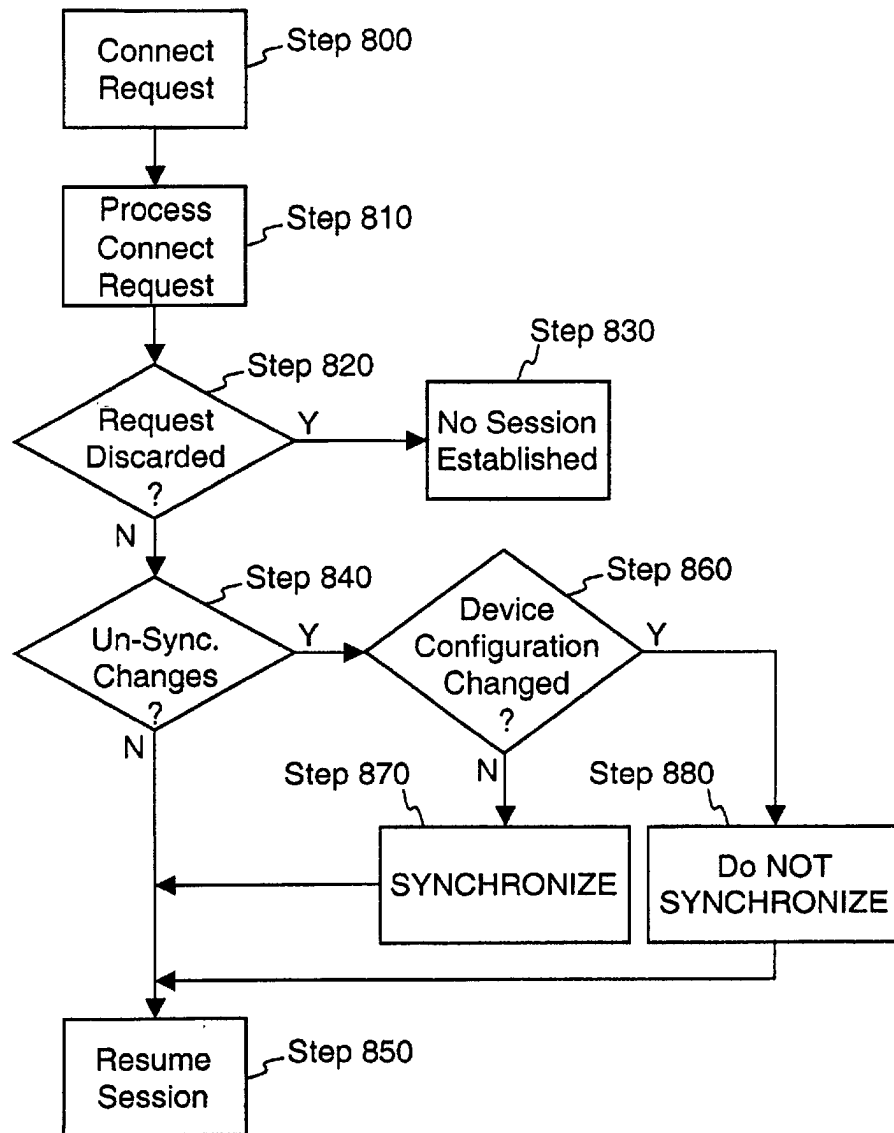 Connect
Request
Step 800
Process
Connect
Request
Step 810
Step 820
Request
Discarded
?
Y
N
Step 830
No Session
Established
Step 840
Un-Sync.
Changes
?
Y
N
Step 860
Device
Configuration
Changed
?
Y
N
Step 870
SYNCHRONIZE
Step 880
Do NOT
SYNCHRONIZE
Resume
Session
Step 850